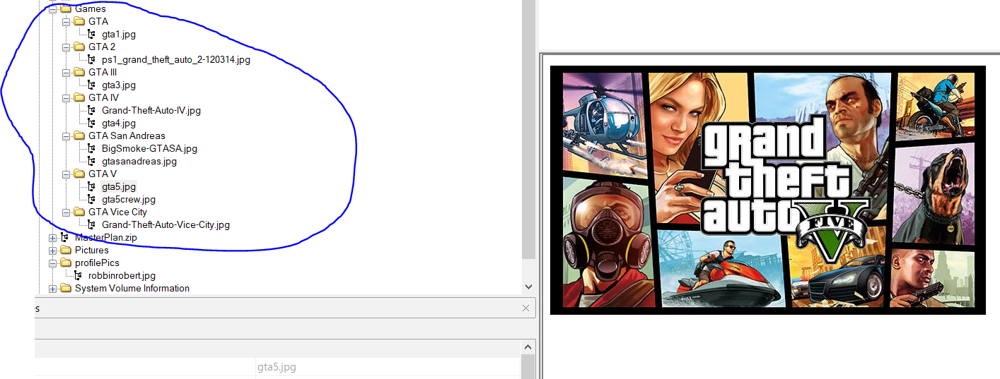 Games
GTA
gta1.jpg
GTA 2
ps1_grand_theft_auto_2-120314.jpg
GTA III
gta3.jpg
GTA IV
Grand-Theft-Auto-IV.jpg
gta4.jpg
GTA San Andreas
BigSmoke-GTASA.jpg
gtasanadreas.jpg
GTA V
gta5.jpg
gta5crew.jpg
GTA Vice City
Grand-Theft-Auto-Vice-City.jpg
MasterPlan.zip
Pictures
profilePics
robbinrobert.jpg
System Volume Information
s
gta5.jpg
grand
theft
auto V
FIVE